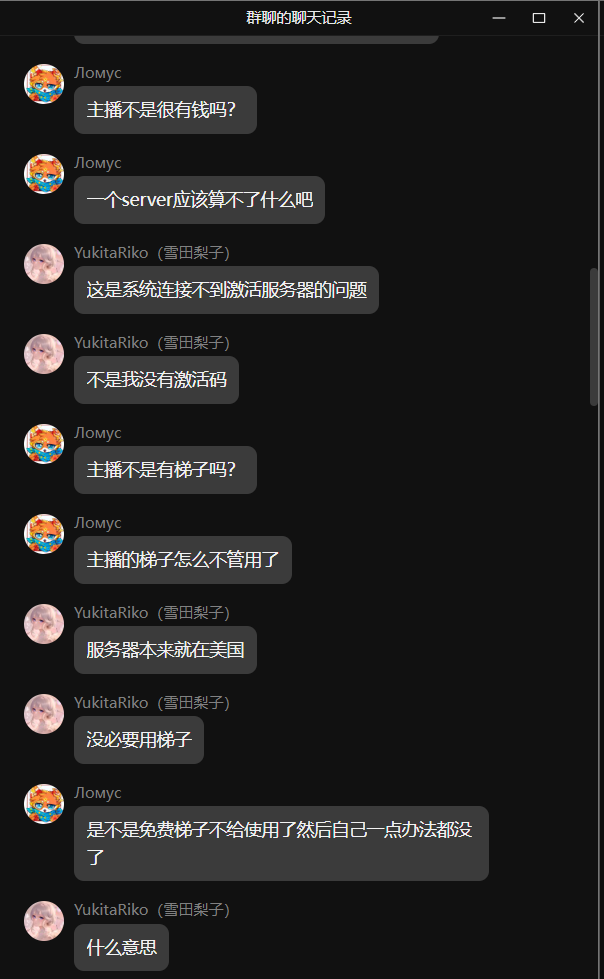 群聊的聊天记录
Ломус
主播不是很有钱吗？
Ломус
一个server应该算不了什么吧
YukitaRiko（雪田梨子）
这是系统连接不到激活服务器的问题
YukitaRiko（雪田梨子）
不是我没有激活码
Ломус
主播不是有梯子吗？
Ломус
主播的梯子怎么不管用了
YukitaRiko（雪田梨子）
服务器本来就在美国
YukitaRiko（雪田梨子）
没必要用梯子
Ломус
是不是免费梯子不给使用了然后自己一点办法都没
了
YukitaRiko（雪田梨子）
什么意思